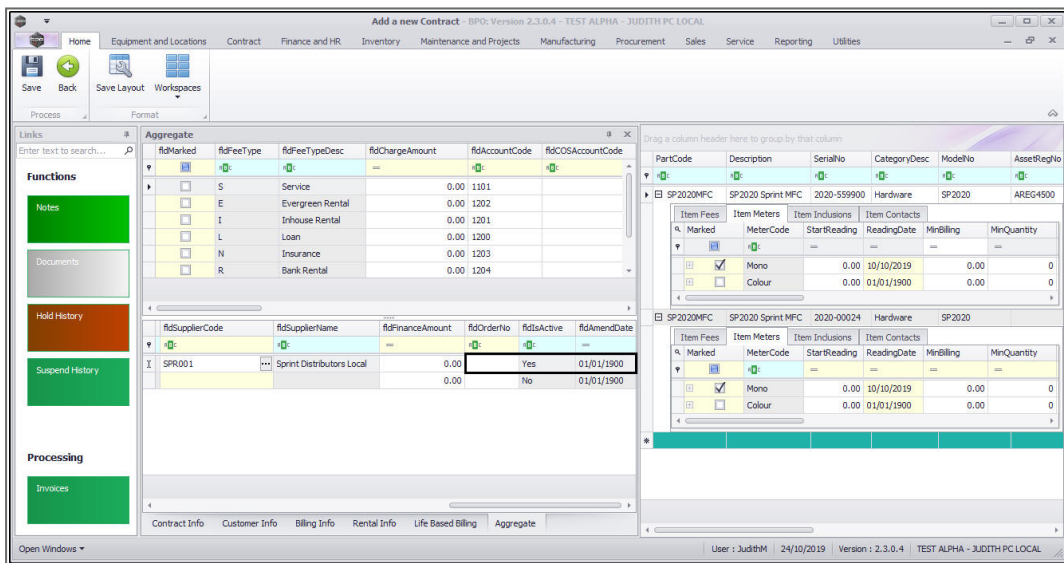 Add a new Contract - BPO: Version 2.3.0.4 - TEST ALPHA - JUDITH PC LOCAL
Home Equipment and Locations Contract Finance and HR Inventory Maintenance and Projects Manufacturing Procurement Sales Service Reporting Utilities
Save Back Save Layout Workspaces
Process Format
Links
Enter text to search...
Functions
Notes
Documents
Hold History
Suspend History
Processing
Invoices
Aggregate
fldMarked fldFeeType fldFeeTypeDesc fldChargeAmount fldAccountCode fldCOSAccountCode
S Service 0.00 1101
E Evergreen Rental 0.00 1202
I Inhouse Rental 0.00 1201
L Loan 0.00 1200
N Insurance 0.00 1203
R Bank Rental 0.00 1204
fldSupplierCode fldSupplierName fldFinanceAmount fldOrderNo fldIsActive fldAmendDate
SPR001 ... Sprint Distributors Local 0.00 Yes 01/01/1900
0.00 No 01/01/1900
Contract Info Customer Info Billing Info Rental Info Life Based Billing Aggregate
Drag a column header here to group by that column
PartCode Description SerialNo CategoryDesc ModelNo AssetRegNo
SP2020MFC SP2020 Sprint MFC 2020-559900 Hardware SP2020 AREG4500
Item Fees Item Meters Item Inclusions Item Contacts
Marked MeterCode StartReading ReadingDate MinBilling MinQuantity
Mono 0.00 10/10/2019 0.00 0
Colour 0.00 01/01/1900 0.00 0
SP2020MFC SP2020 Sprint MFC 2020-00024 Hardware SP2020
Item Fees Item Meters Item Inclusions Item Contacts
Marked MeterCode StartReading ReadingDate MinBilling MinQuantity
Mono 0.00 10/10/2019 0.00 0
Colour 0.00 01/01/1900 0.00 0
Open Windows User : JudithM 24/10/2019 Version : 2.3.0.4 TEST ALPHA - JUDITH PC LOCAL